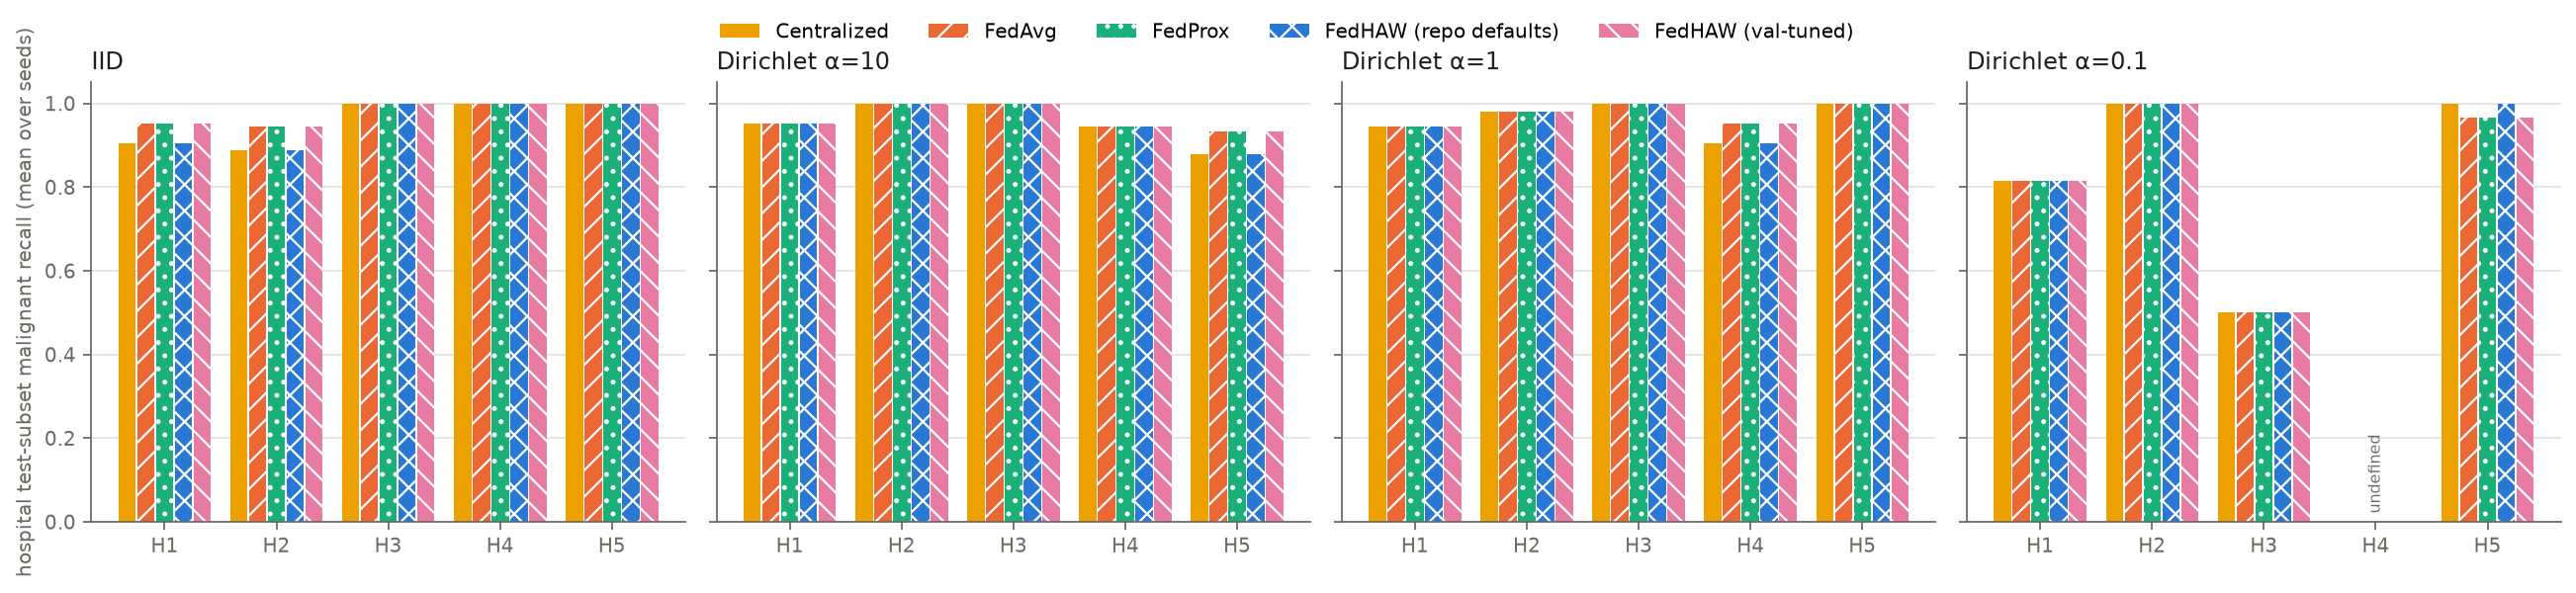 Centralized FedAvg FedProx FedHAW (repo defaults) FedHAW (val-tuned)
hospital test-subset malignant recall (mean over seeds)
IID
1.0
0.8
0.6
0.4
0.2
0.0
H1 H2 H3 H4 H5
Dirichlet α=10
H1 H2 H3 H4 H5
Dirichlet α=1
H1 H2 H3 H4 H5
Dirichlet α=0.1
undefined
H1 H2 H3 H4 H5